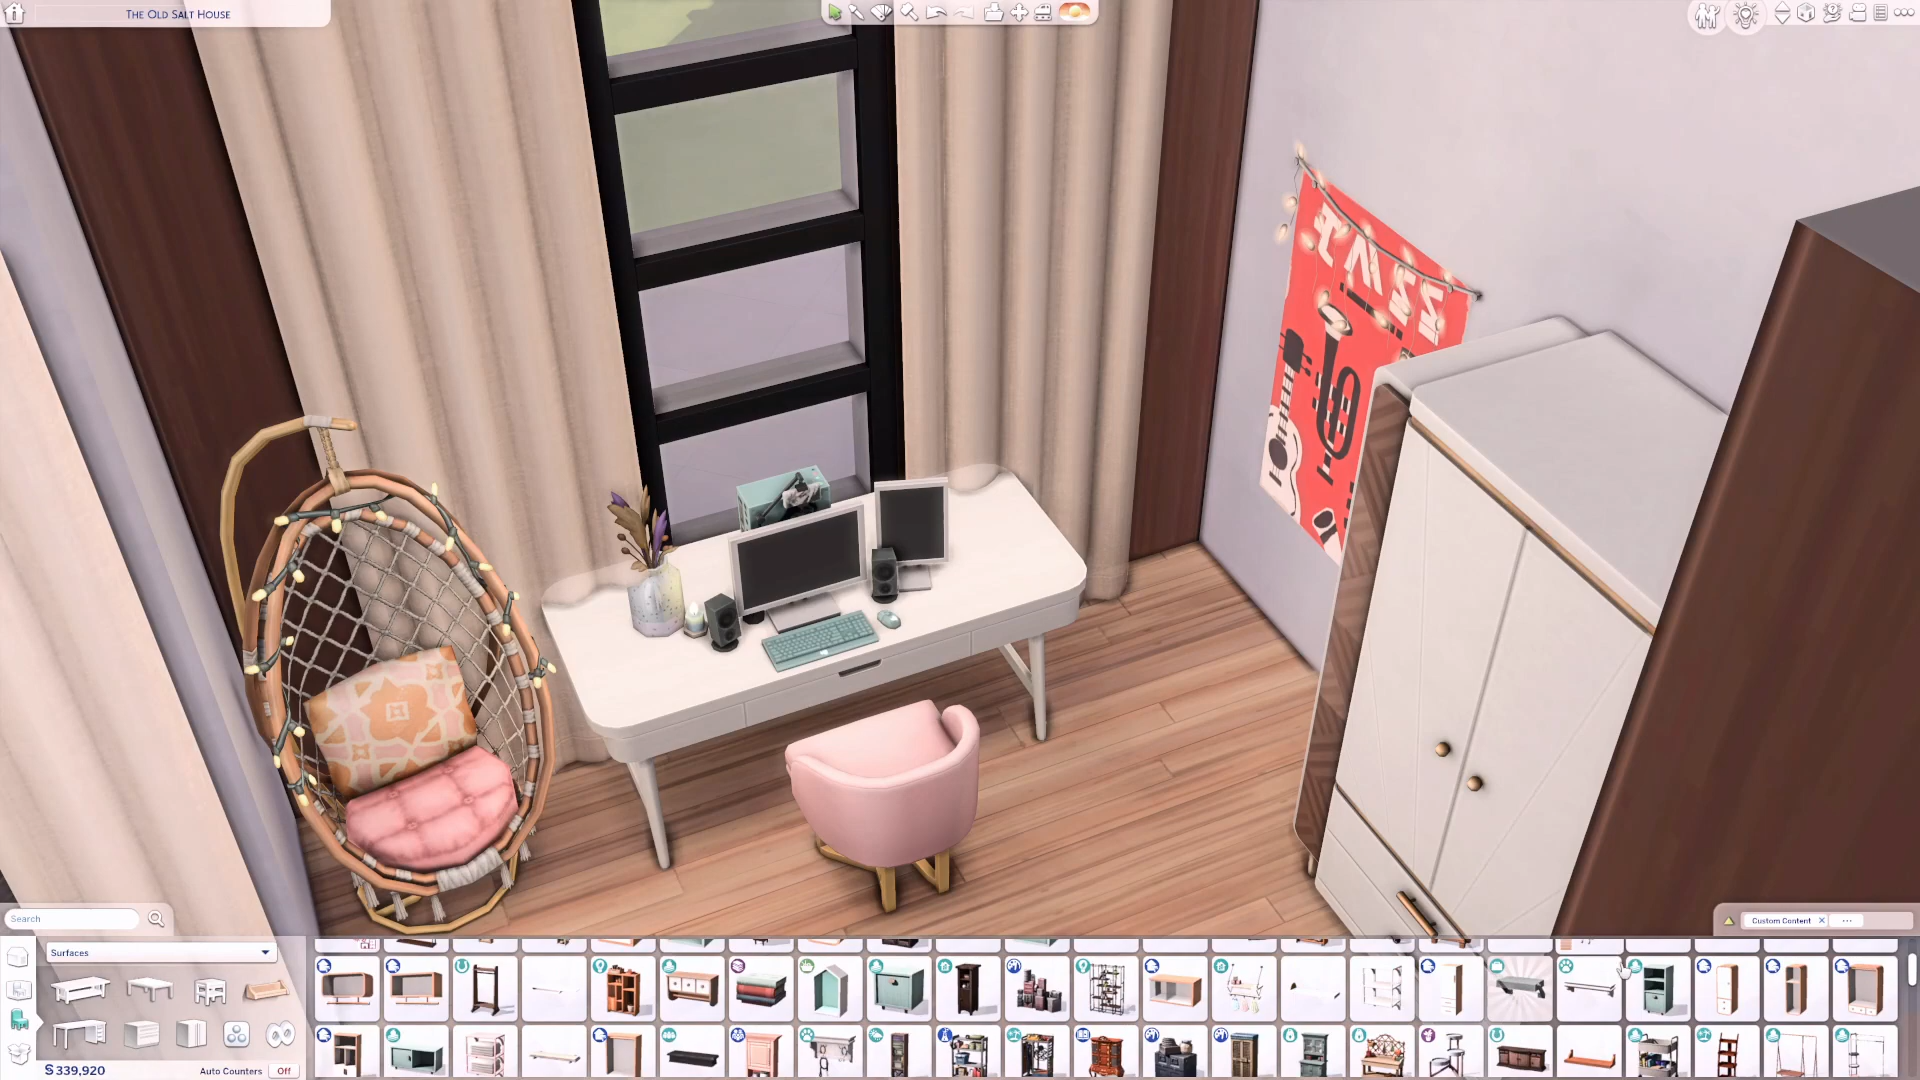 The Old Salt House
Search
Custom Content
...
Surfaces
§339,920
Auto Counters
Off